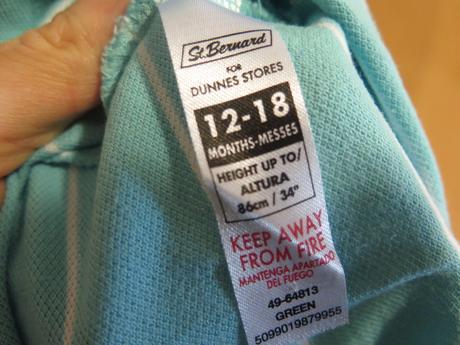 St. Bernard
FOR
DUNNES STORES
12-18
MONTHS-MESSES
HEIGHT UP TO/
ALTURA
86cm / 34"
KEEP AWAY
FROM FIRE
MANTENGA APARTADO
DEL FUEGO
49-64813
GREEN
5099019879955